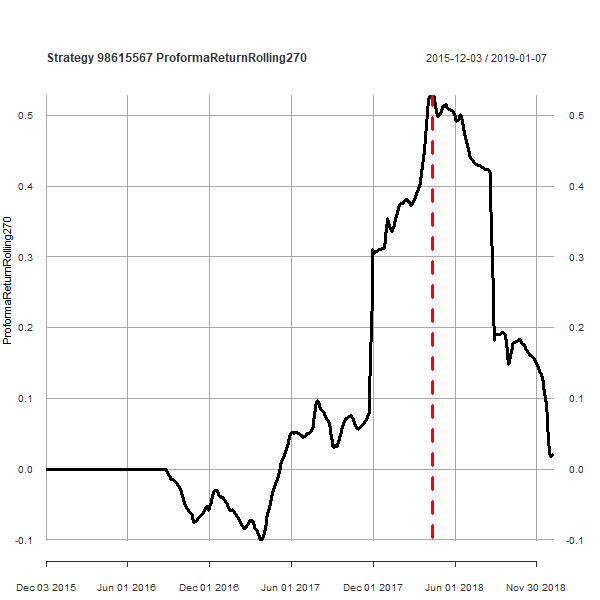 Strategy 98615567 ProformaReturnRolling270
2015-12-03 / 2019-01-07
ProformaReturnRolling270
0.5 0.5
0.4 0.4
0.3 0.3
0.2 0.2
0.1 0.1
0.0 0.0
-0.1 -0.1
Dec 03 2015 Jun 01 2016 Dec 01 2016 Jun 01 2017 Dec 01 2017 Jun 01 2018 Nov 30 2018